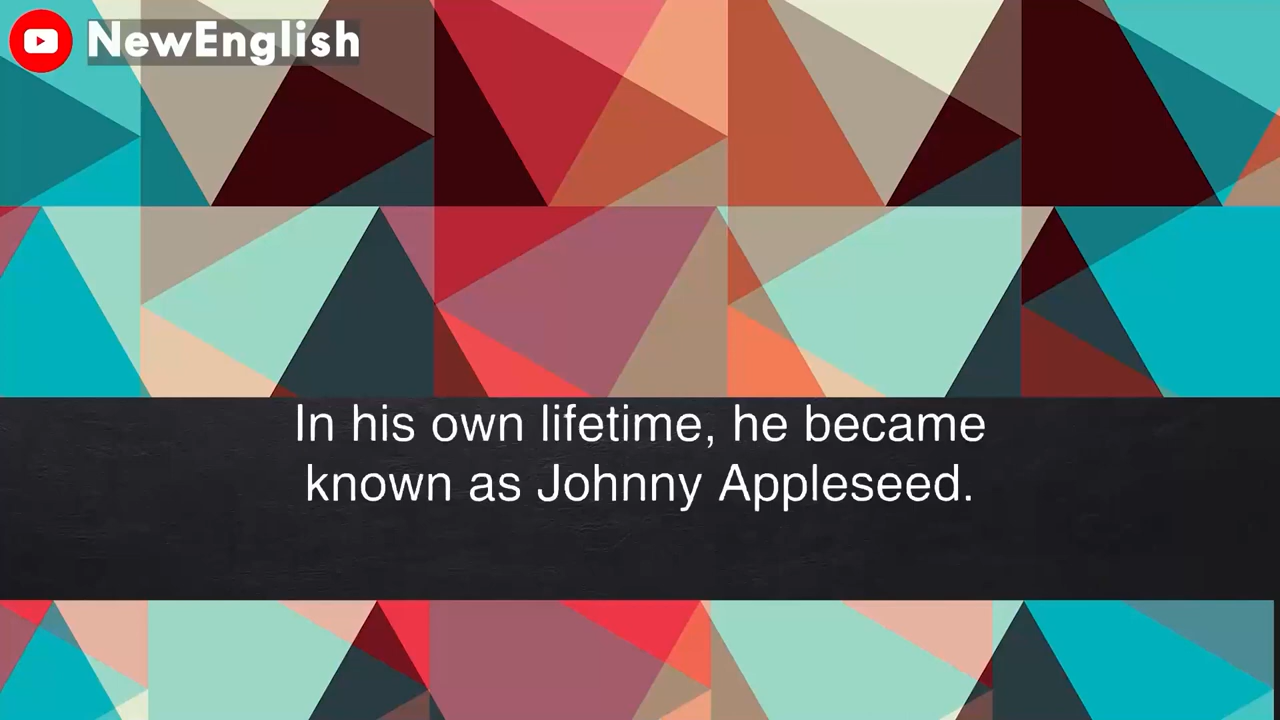 NewEnglish
In his own lifetime, he became
known as Johnny Appleseed.